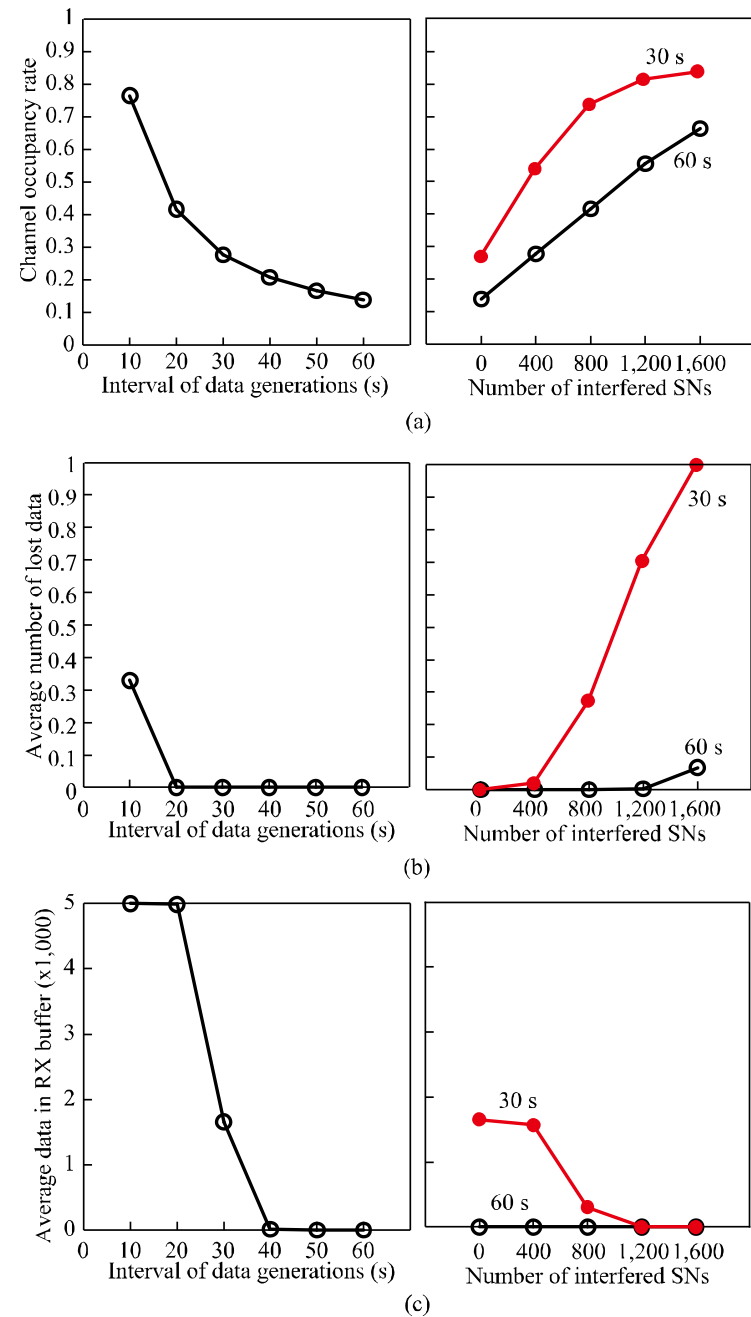 Channel occupancy rate
1
0.9
0.8
0.7
0.6
0.5
0.4
0.3
0.2
0.1
0
0 10 20 30 40 50 60
Interval of data generations (s)
30 s
60 s
0 400 800 1,200 1,600
Number of interfered SNs
(a)
Average number of lost data
1
0.9
0.8
0.7
0.6
0.5
0.4
0.3
0.2
0.1
0
0 10 20 30 40 50 60
Interval of data generations (s)
30 s
60 s
0 400 800 1,200 1,600
Number of interfered SNs
(b)
Average data in RX buffer (x1,000)
5
4
3
2
1
0
0 10 20 30 40 50 60
Interval of data generations (s)
30 s
60 s
0 400 800 1,200 1,600
Number of interfered SNs
(c)